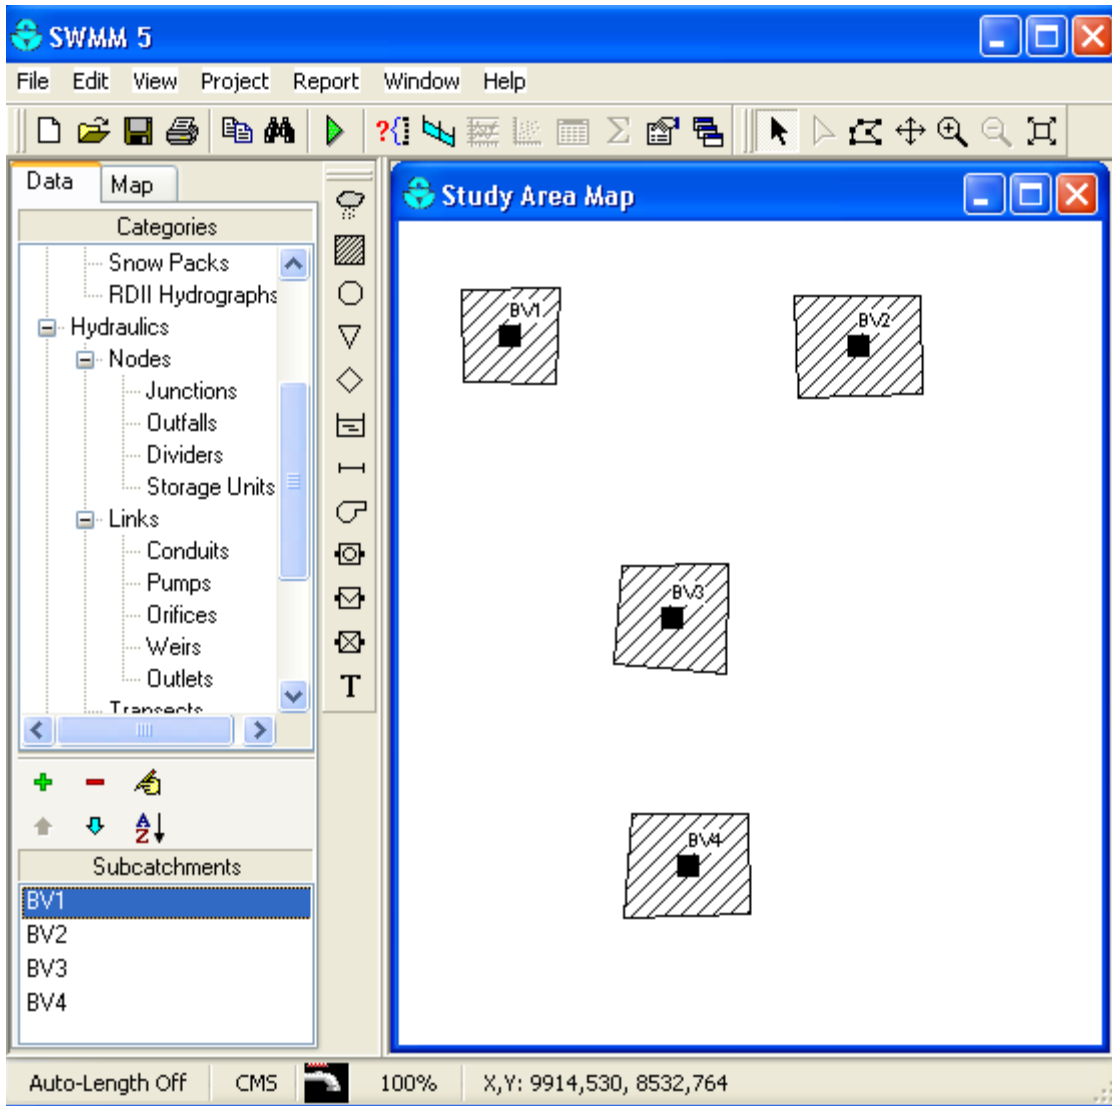 SWMM 5
File Edit View Project Report Window Help
Data Map
Categories
Snow Packs
RDII Hydrographs
Hydraulics
Nodes
Junctions
Outfalls
Dividers
Storage Units
Links
Conduits
Pumps
Orifices
Weirs
Outlets
Transects
Subcatchments
BV1
BV2
BV3
BV4
T
Study Area Map
BV1
BV2
BV3
BV4
Auto-Length Off CMS 100% X,Y: 9914,530, 8532,764